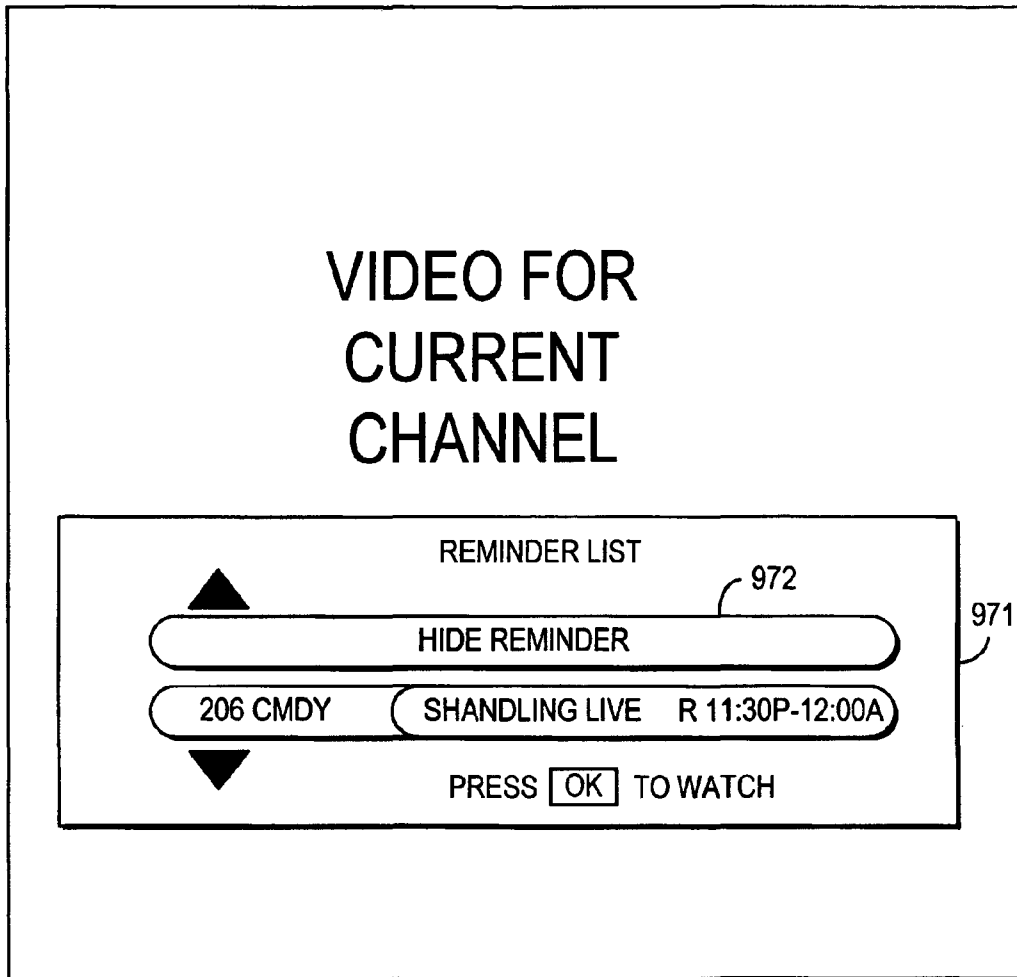 VIDEO FOR
CURRENT
CHANNEL
REMINDER LIST
972
971
HIDE REMINDER
206 CMDY SHANDLING LIVE R 11:30P-12:00A
PRESS OK TO WATCH